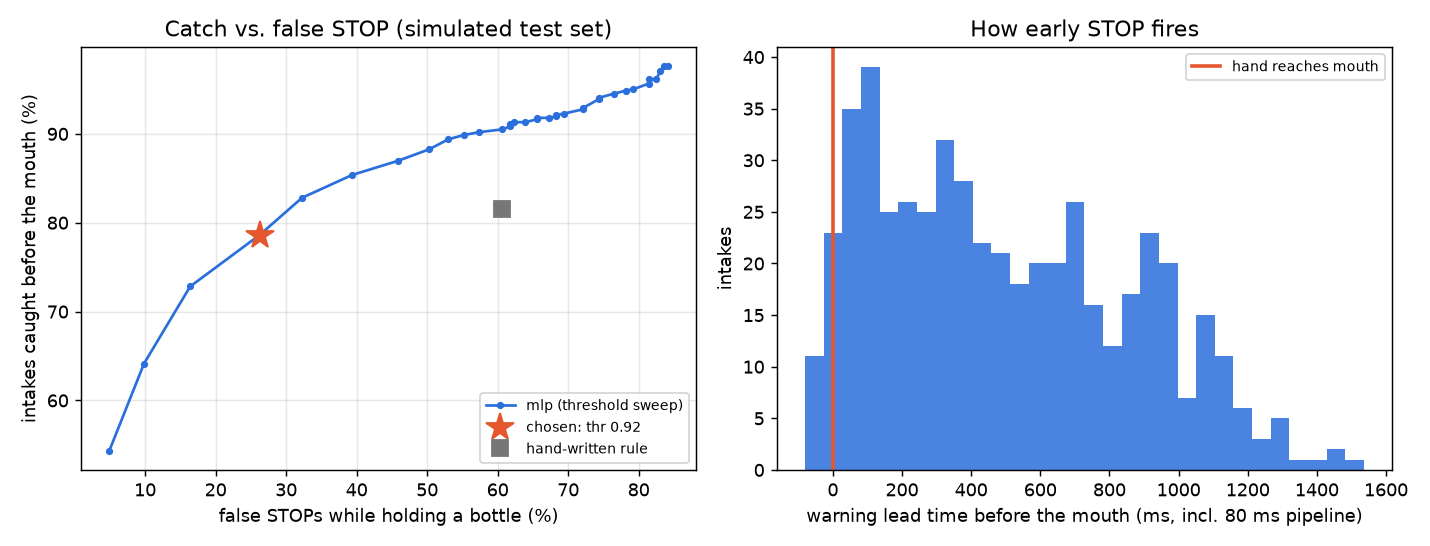 Catch vs. false STOP (simulated test set)
intakes caught before the mouth (%)
90
80
70
60
mlp (threshold sweep)
chosen: thr 0.92
hand-written rule
10 20 30 40 50 60 70 80
false STOPs while holding a bottle (%)
How early STOP fires
intakes
40
35
30
25
20
15
10
5
0
hand reaches mouth
0 200 400 600 800 1000 1200 1400 1600
warning lead time before the mouth (ms, incl. 80 ms pipeline)